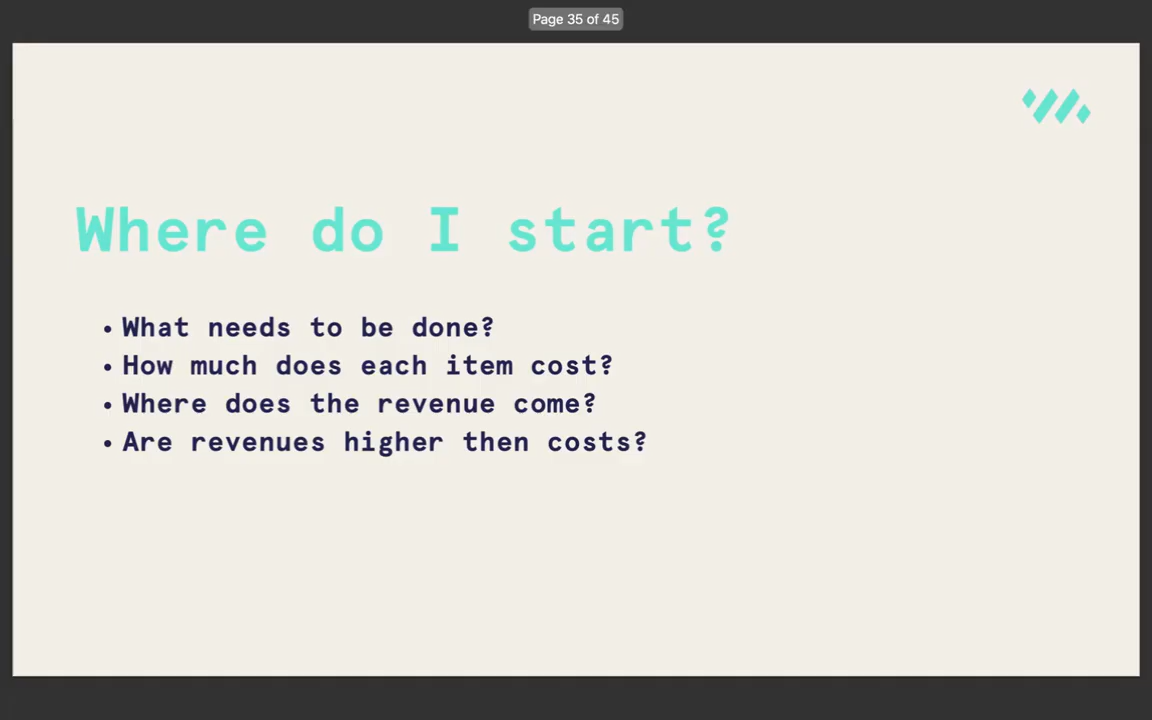 Page 35 of 45
Where do I start?
• What needs to be done?
• How much does each item cost?
• Where does the revenue come?
• Are revenues higher then costs?